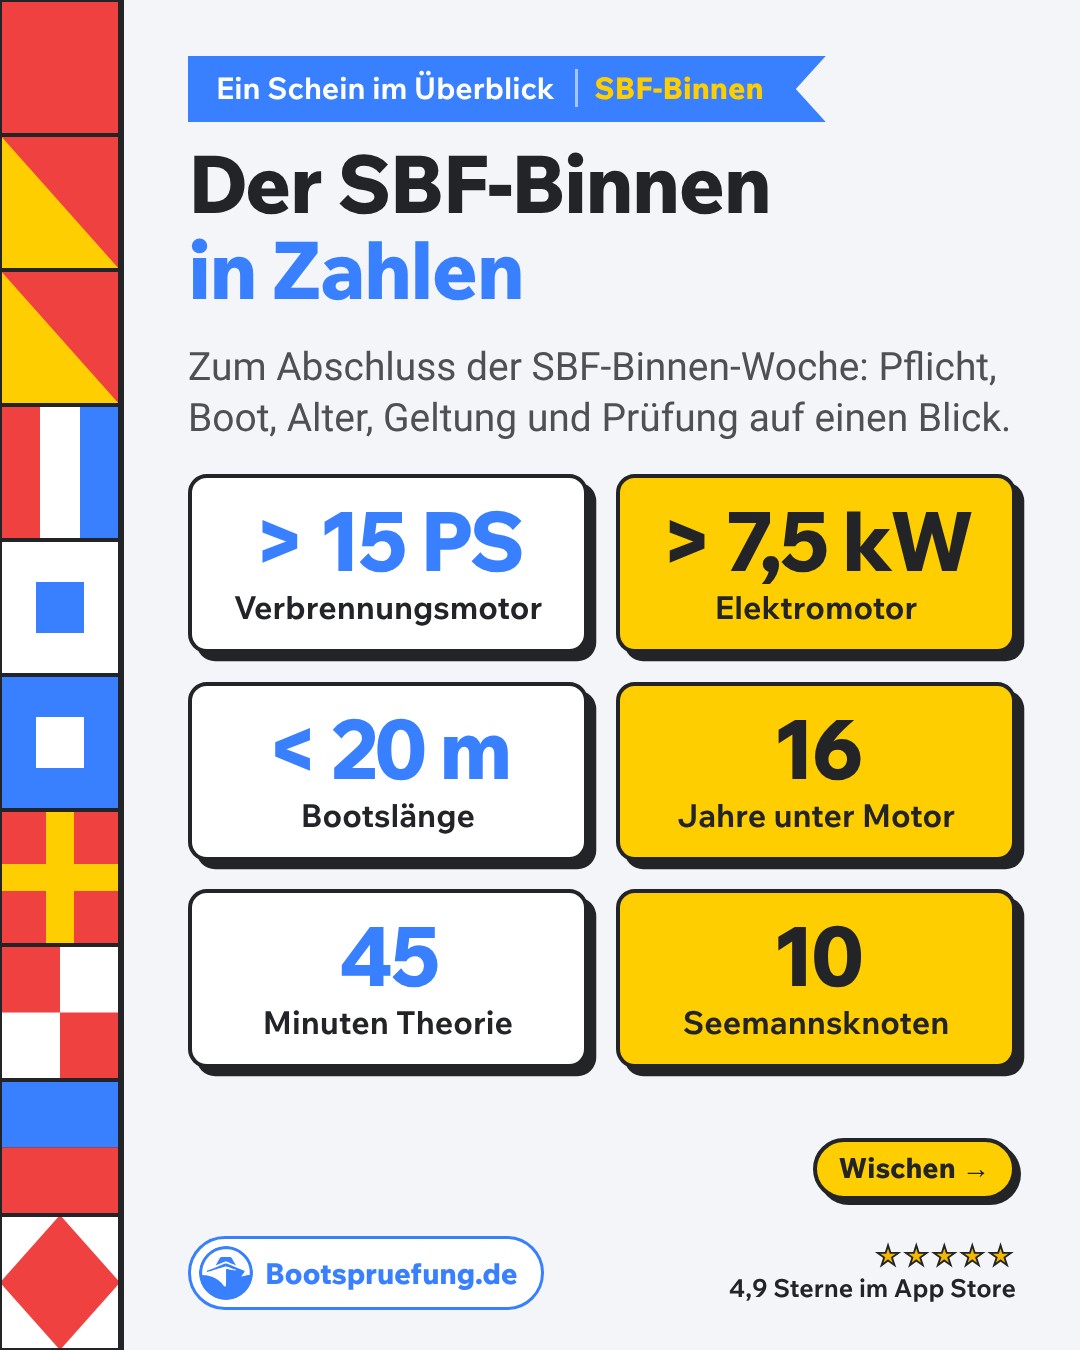 Ein Schein im Überblick | SBF-Binnen
Der SBF-Binnen
in Zahlen
Zum Abschluss der SBF-Binnen-Woche: Pflicht,
Boot, Alter, Geltung und Prüfung auf einen Blick.
> 15 PS
Verbrennungsmotor
> 7,5 kW
Elektromotor
< 20 m
Bootslänge
16
Jahre unter Motor
45
Minuten Theorie
10
Seemannsknoten
Wischen →
Bootspruefung.de
★★★★★
4,9 Sterne im App Store